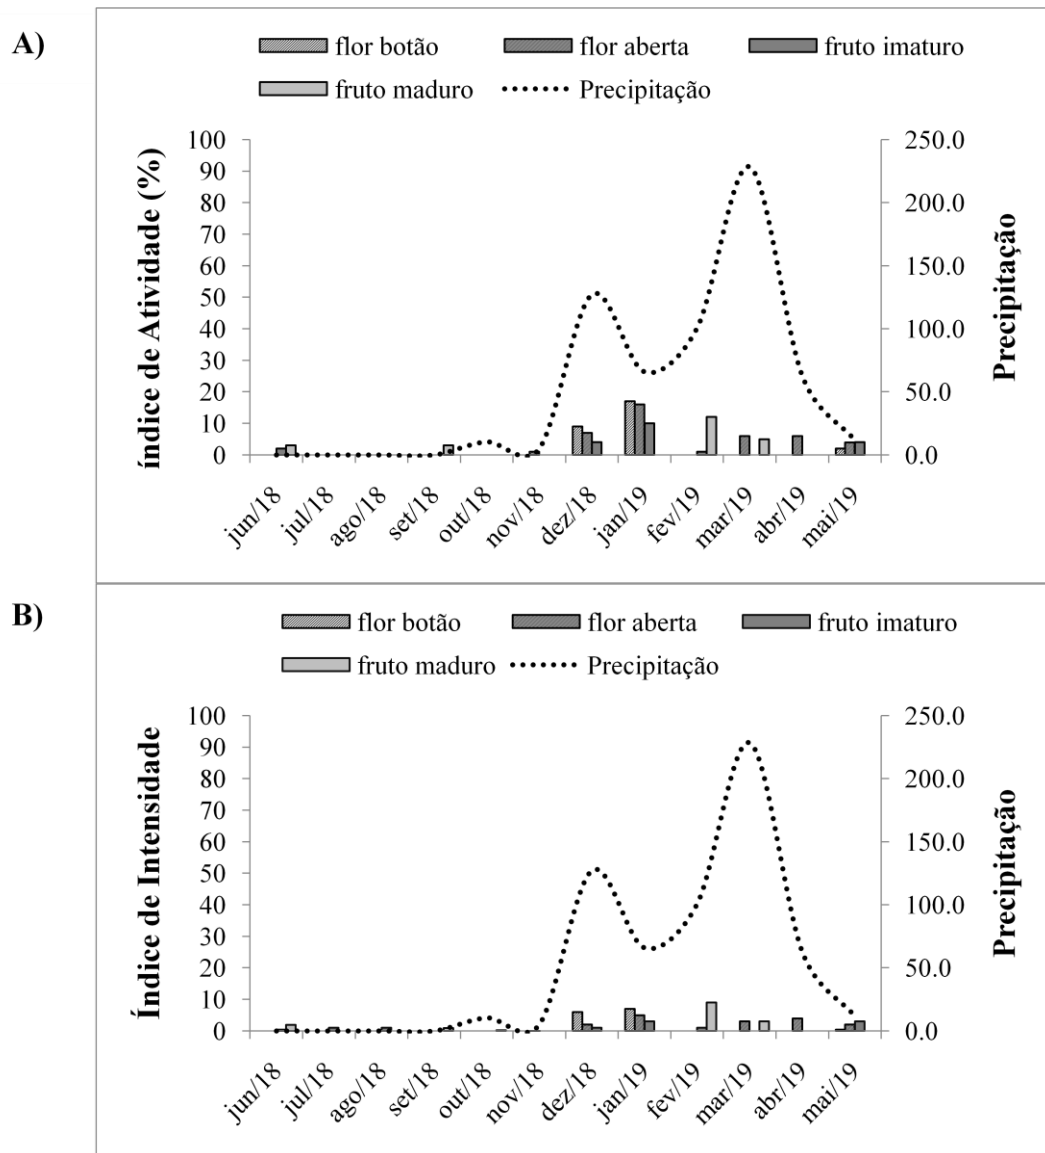 A)
flor botão flor aberta fruto imaturo
fruto maduro Precipitação
índice de Atividade (%)
100
90
80
70
60
50
40
30
20
10
0
250.0
200.0
150.0
100.0
50.0
0.0
Precipitação
jun/18 jul/18 ago/18 set/18 out/18 nov/18 dez/18 jan/19 fev/19 mar/19 abr/19 mai/19
B)
flor botão flor aberta fruto imaturo
fruto maduro Precipitação
Índice de Intensidade
100
90
80
70
60
50
40
30
20
10
0
250.0
200.0
150.0
100.0
50.0
0.0
Precipitação
jun/18 jul/18 ago/18 set/18 out/18 nov/18 dez/18 jan/19 fev/19 mar/19 abr/19 mai/19